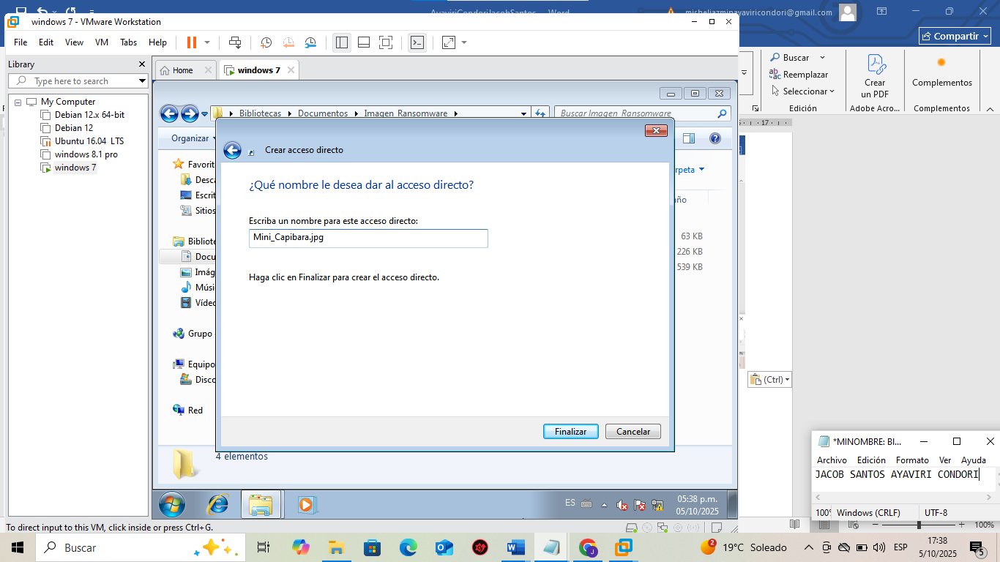 AyaviriCondoriJacobSantos - Word
misheljazminayaviricondori@gmail.com
windows 7 - VMware Workstation
File Edit View VM Tabs Help
Compartir
Library
Type here to search
Home
windows 7
Buscar
Reemplazar
Seleccionar
Edición
Crear
un PDF
Adobe Acro...
Complementos
Complementos
My Computer
Debian 12.x 64-bit
Debian 12
Ubuntu 16.04 LTS
windows 8.1 pro
windows 7
Bibliotecas
Documentos
Imagen_Ransomware
Buscar Imagen_Ransomware
17
Organizar
Crear acceso directo
Favorit
Desca
Escrit
Sitios
rpeta
¿Qué nombre le desea dar al acceso directo?
año
Escriba un nombre para este acceso directo:
Mini_Capibara.jpg
63 KB
226 KB
539 KB
Bibliote
Docu
Imág
Músi
Vídeo
Haga clic en Finalizar para crear el acceso directo.
Grupo
Equipo
Disco
Red
(Ctrl)
Finalizar
Cancelar
4 elementos
*MINOMBRE: BI...
Archivo Edición Formato Ver Ayuda
JACOB SANTOS AYAVIRI CONDORI
100%
Windows (CRLF)
UTF-8
ES
05:38 p.m.
05/10/2025
To direct input to this VM, click inside or press Ctrl+G.
100%
Buscar
2
19°C Soleado
ESP
17:38
5/10/2025
5